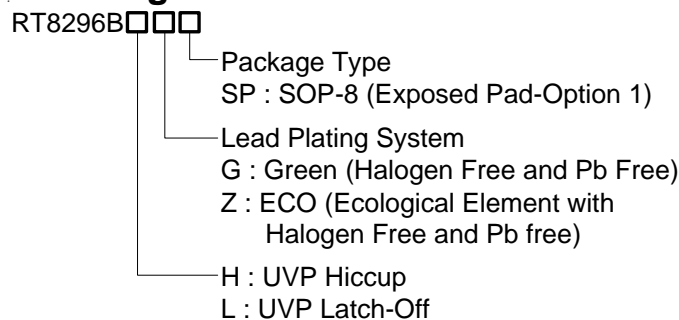 RT8296B□□□
Package Type
SP : SOP-8 (Exposed Pad-Option 1)
Lead Plating System
G : Green (Halogen Free and Pb Free)
Z : ECO (Ecological Element with
Halogen Free and Pb free)
H : UVP Hiccup
L : UVP Latch-Off